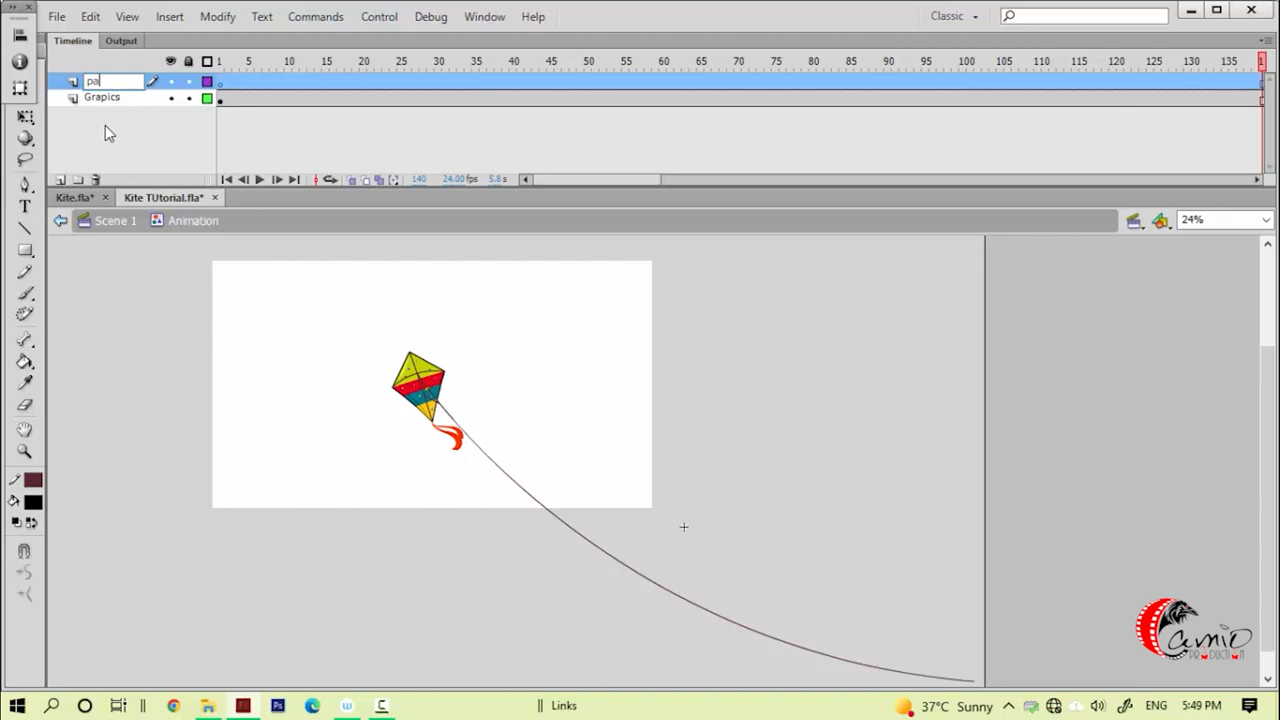 File Edit View Insert Modify Text Commands Control Debug Window Help Classic
Timeline Output
1 5 10 15 20 25 30 35 40 45 50 55 60 65 70 75 80 85 90 95 100 105 110 115 120 125 130 135 1
pa
Grapics
140 24.00 fps 5.8 s
Kite.fla* Kite TUtorial.fla*
Scene 1 Animation 24%
PRODUCTION
Links 37°C Sunny ENG 5:49 PM